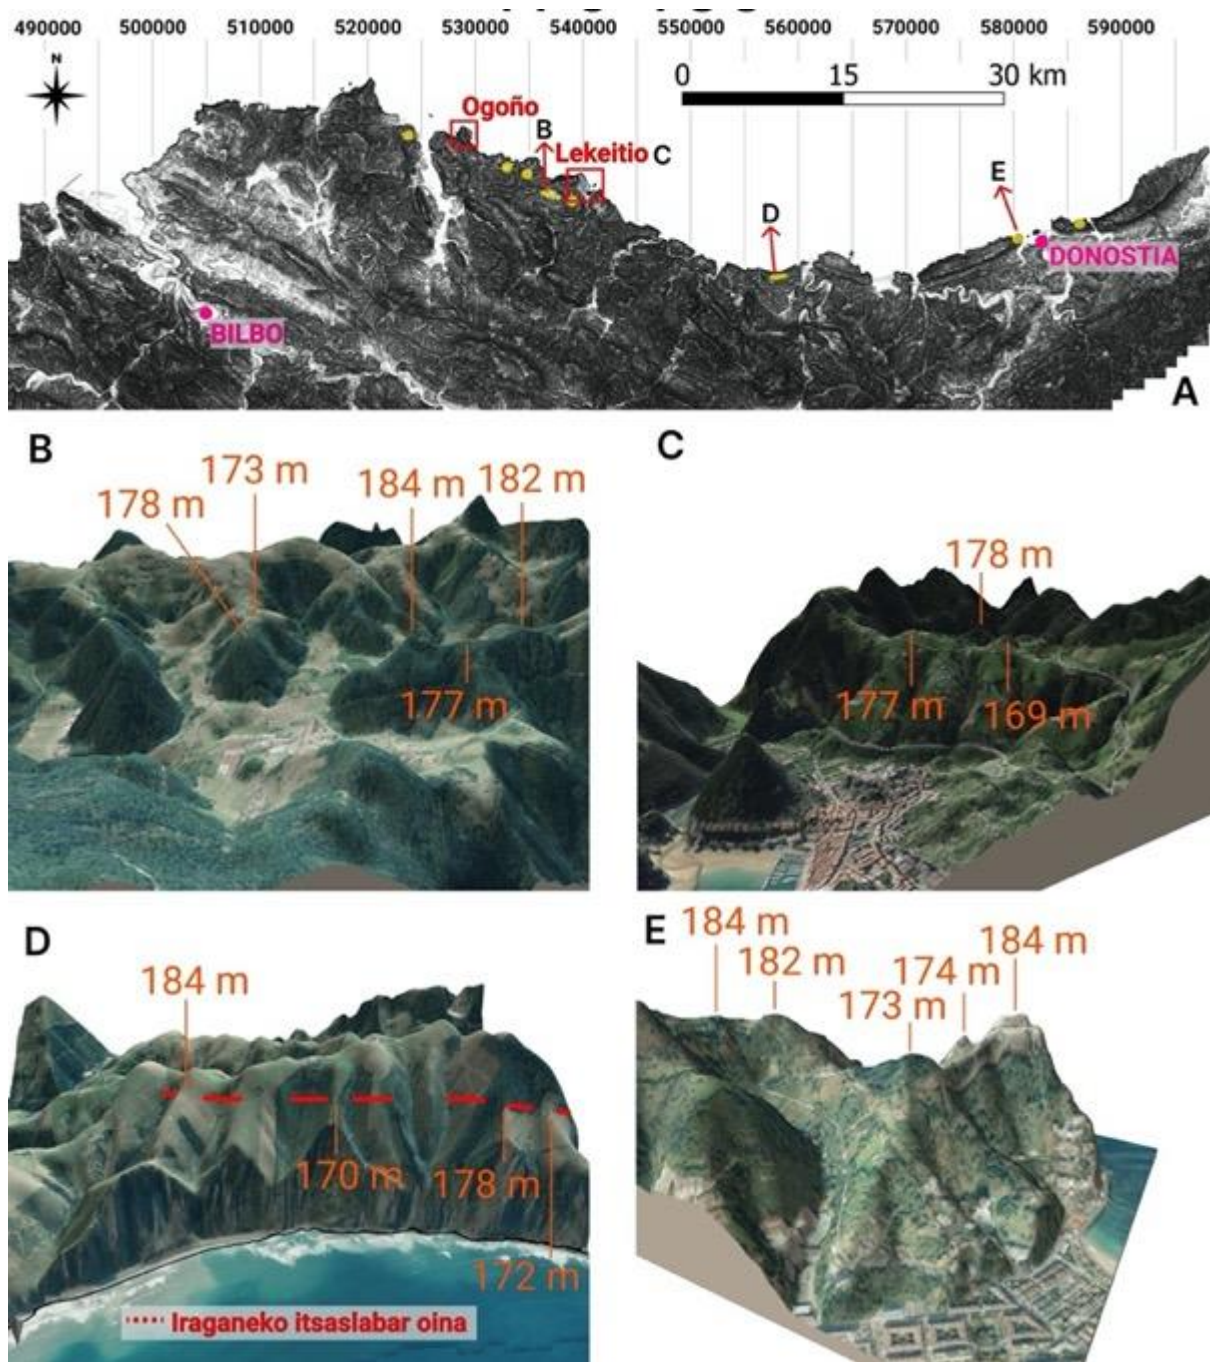 490000 500000 510000 520000 530000 540000 550000 560000 570000 580000 590000
N
0 15 30 km
Ogoño
B
Lekeitio C
E
D
DONOSTIA
BILBO
A
B
173 m
184 m 182 m
178 m
177 m
C
178 m
177 m
169 m
D
184 m
170 m
178 m
172 m
Iraganeko itsaslabar oina
E
184 m
182 m
173 m
174 m
184 m